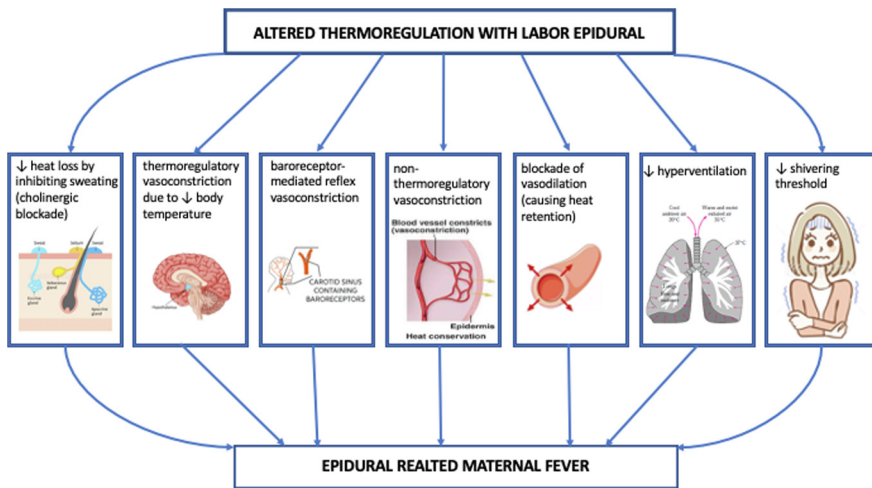 ALTERED THERMOREGULATION WITH LABOR EPIDURAL
↓ heat loss by
inhibiting sweating
(cholinergic
blockade)
Sweat
Sebum
Sweat
Sebaceous
gland
Eccrine
gland
Apocrine
gland
thermoregulatory
vasoconstriction
due to ↓ body
temperature
Hypothalamus
baroreceptor-
mediated reflex
vasoconstriction
CAROTID SINUS
CONTAINING
BARORECEPTORS
non-
thermoregulatory
vasoconstriction
Blood vessel constricts
(vasoconstriction)
Epidermis
Heat conservation
blockade of
vasodilation
(causing heat
retention)
↓ hyperventilation
Cool
ambient air
20°C
Warm and moist
exhaled air
37°C
Lungs
↓ shivering
threshold
EPIDURAL REALTED MATERNAL FEVER